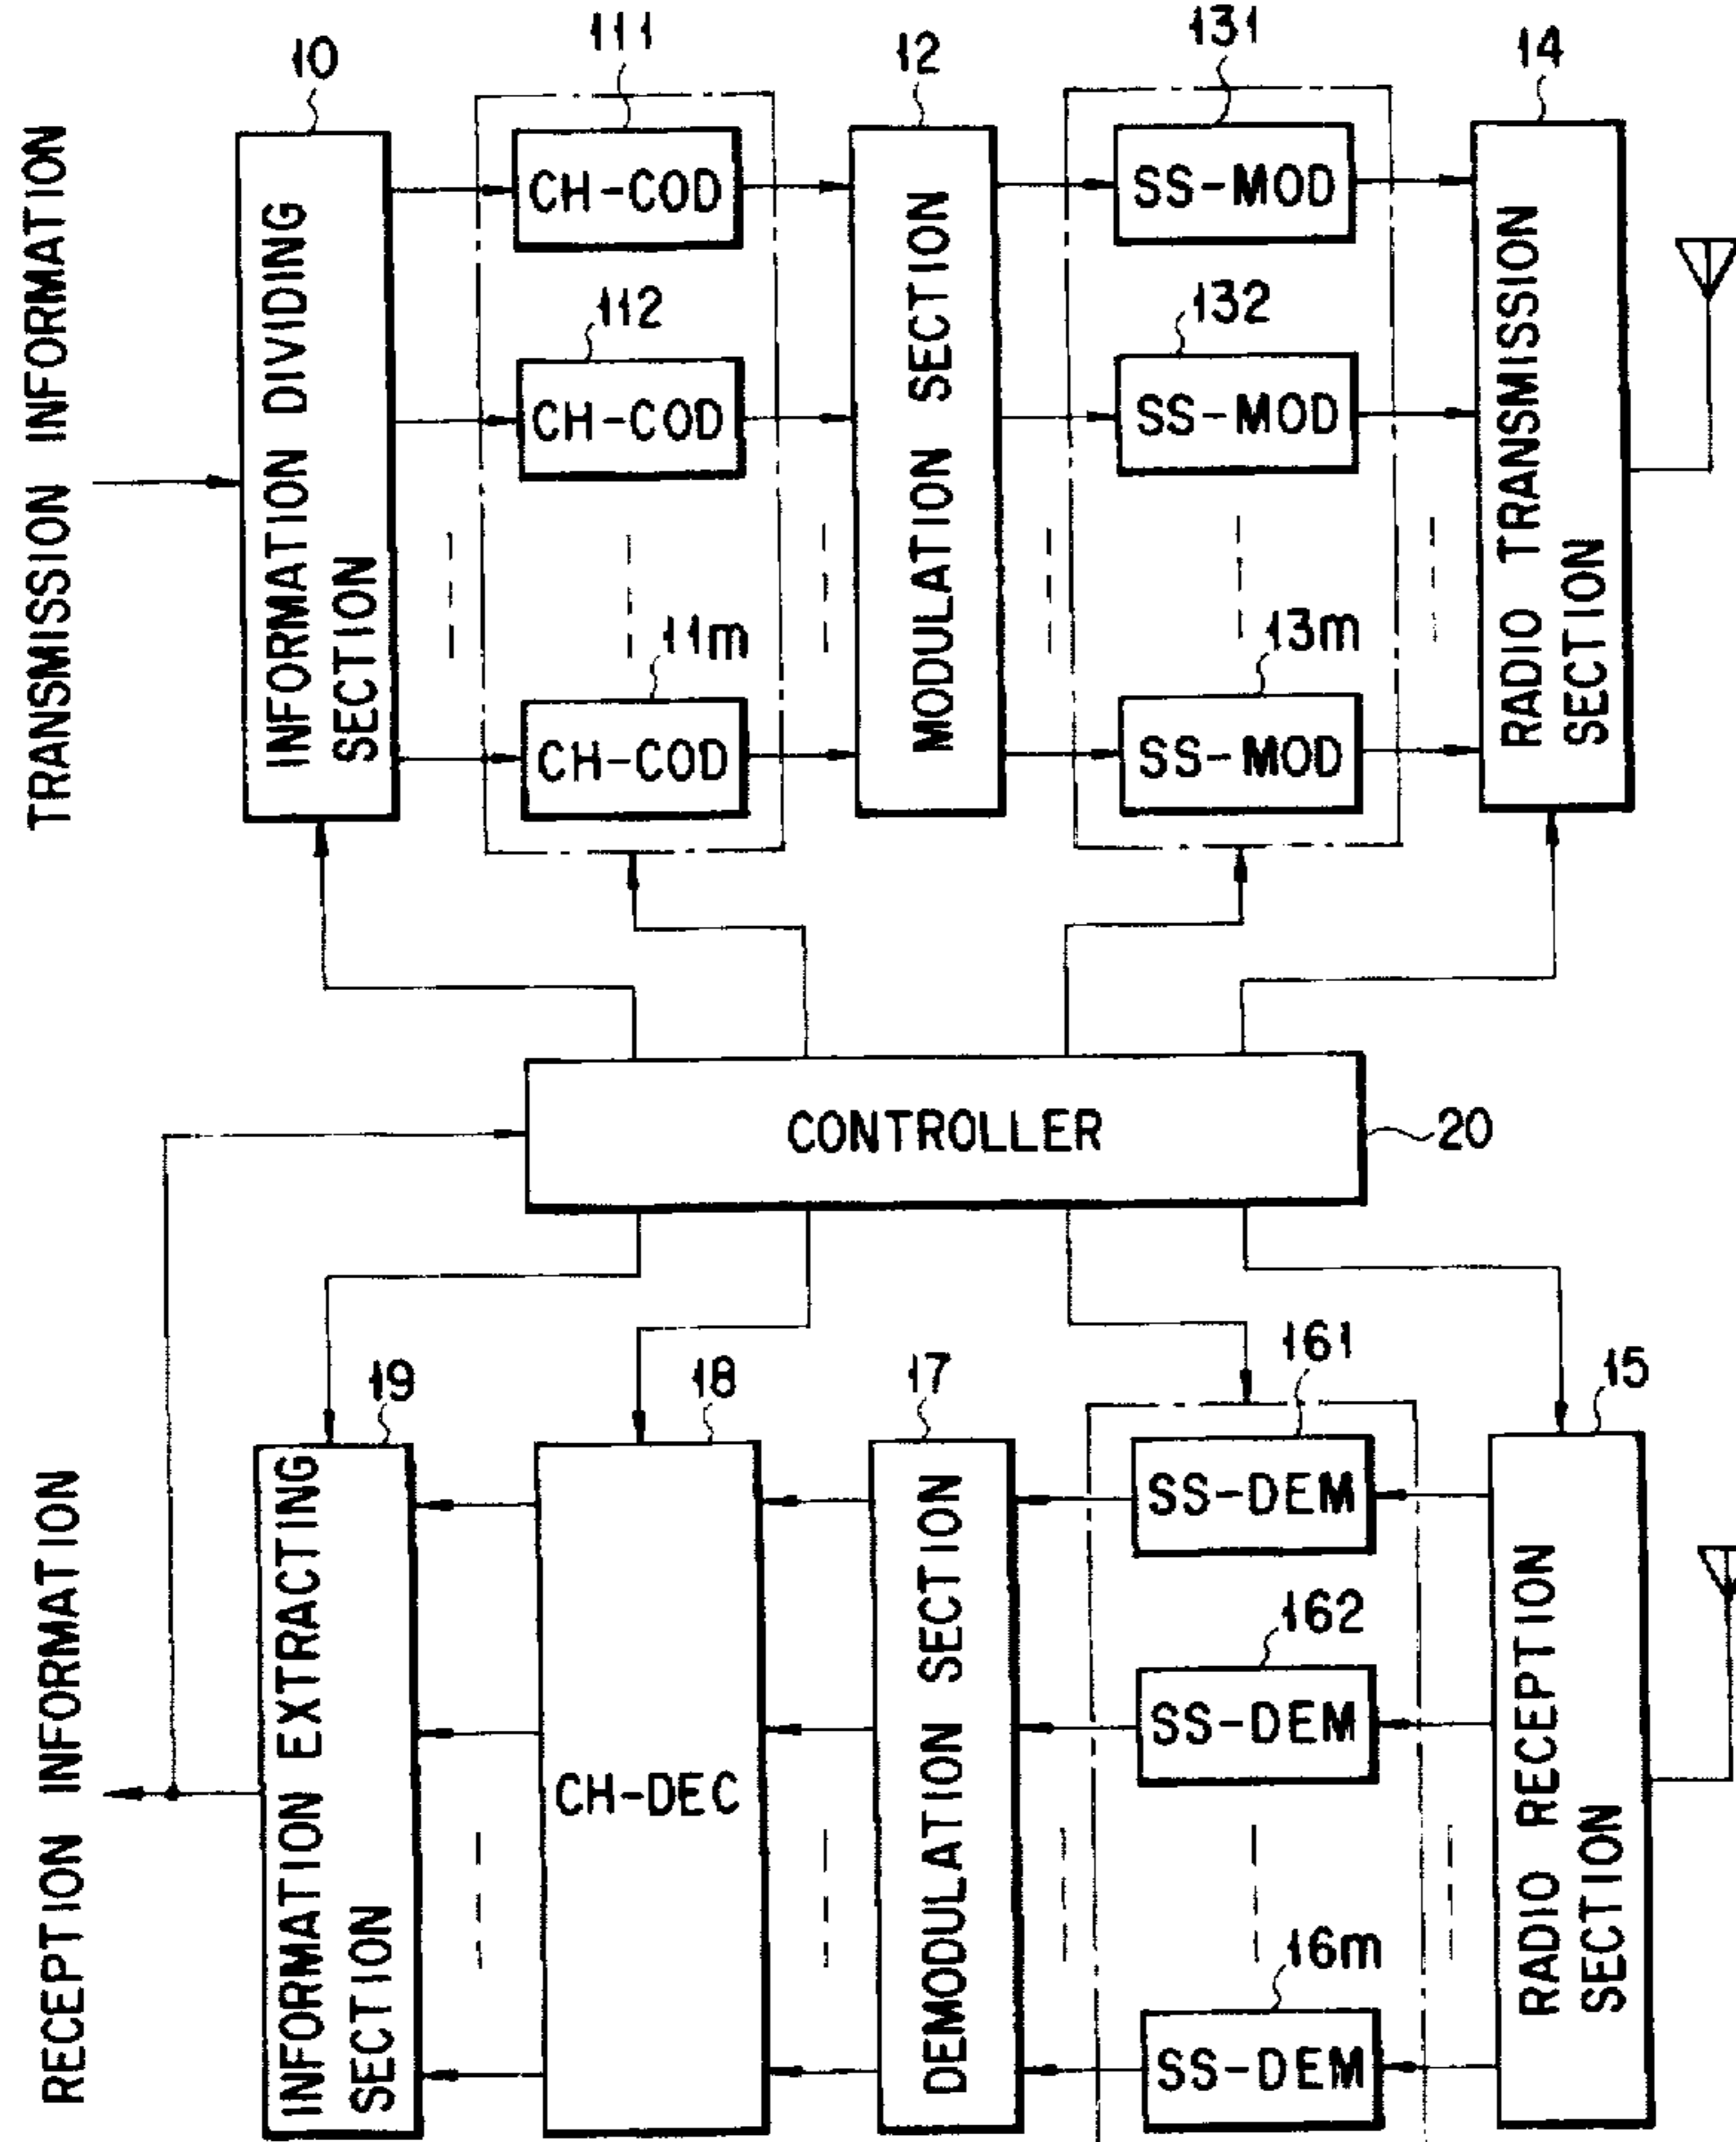 TRANSMISSION INFORMATION
10
INFORMATION DIVIDING
SECTION
111
CH-COD
112
CH-COD
11m
CH-COD
12
MODULATION SECTION
131
SS-MOD
132
SS-MOD
13m
SS-MOD
14
RADIO TRANSMISSION
SECTION
CONTROLLER
20
RECEPTION INFORMATION
19
INFORMATION EXTRACTING
SECTION
18
CH-DEC
17
DEMODULATION SECTION
161
SS-DEM
162
SS-DEM
16m
SS-DEM
15
RADIO RECEPTION
SECTION